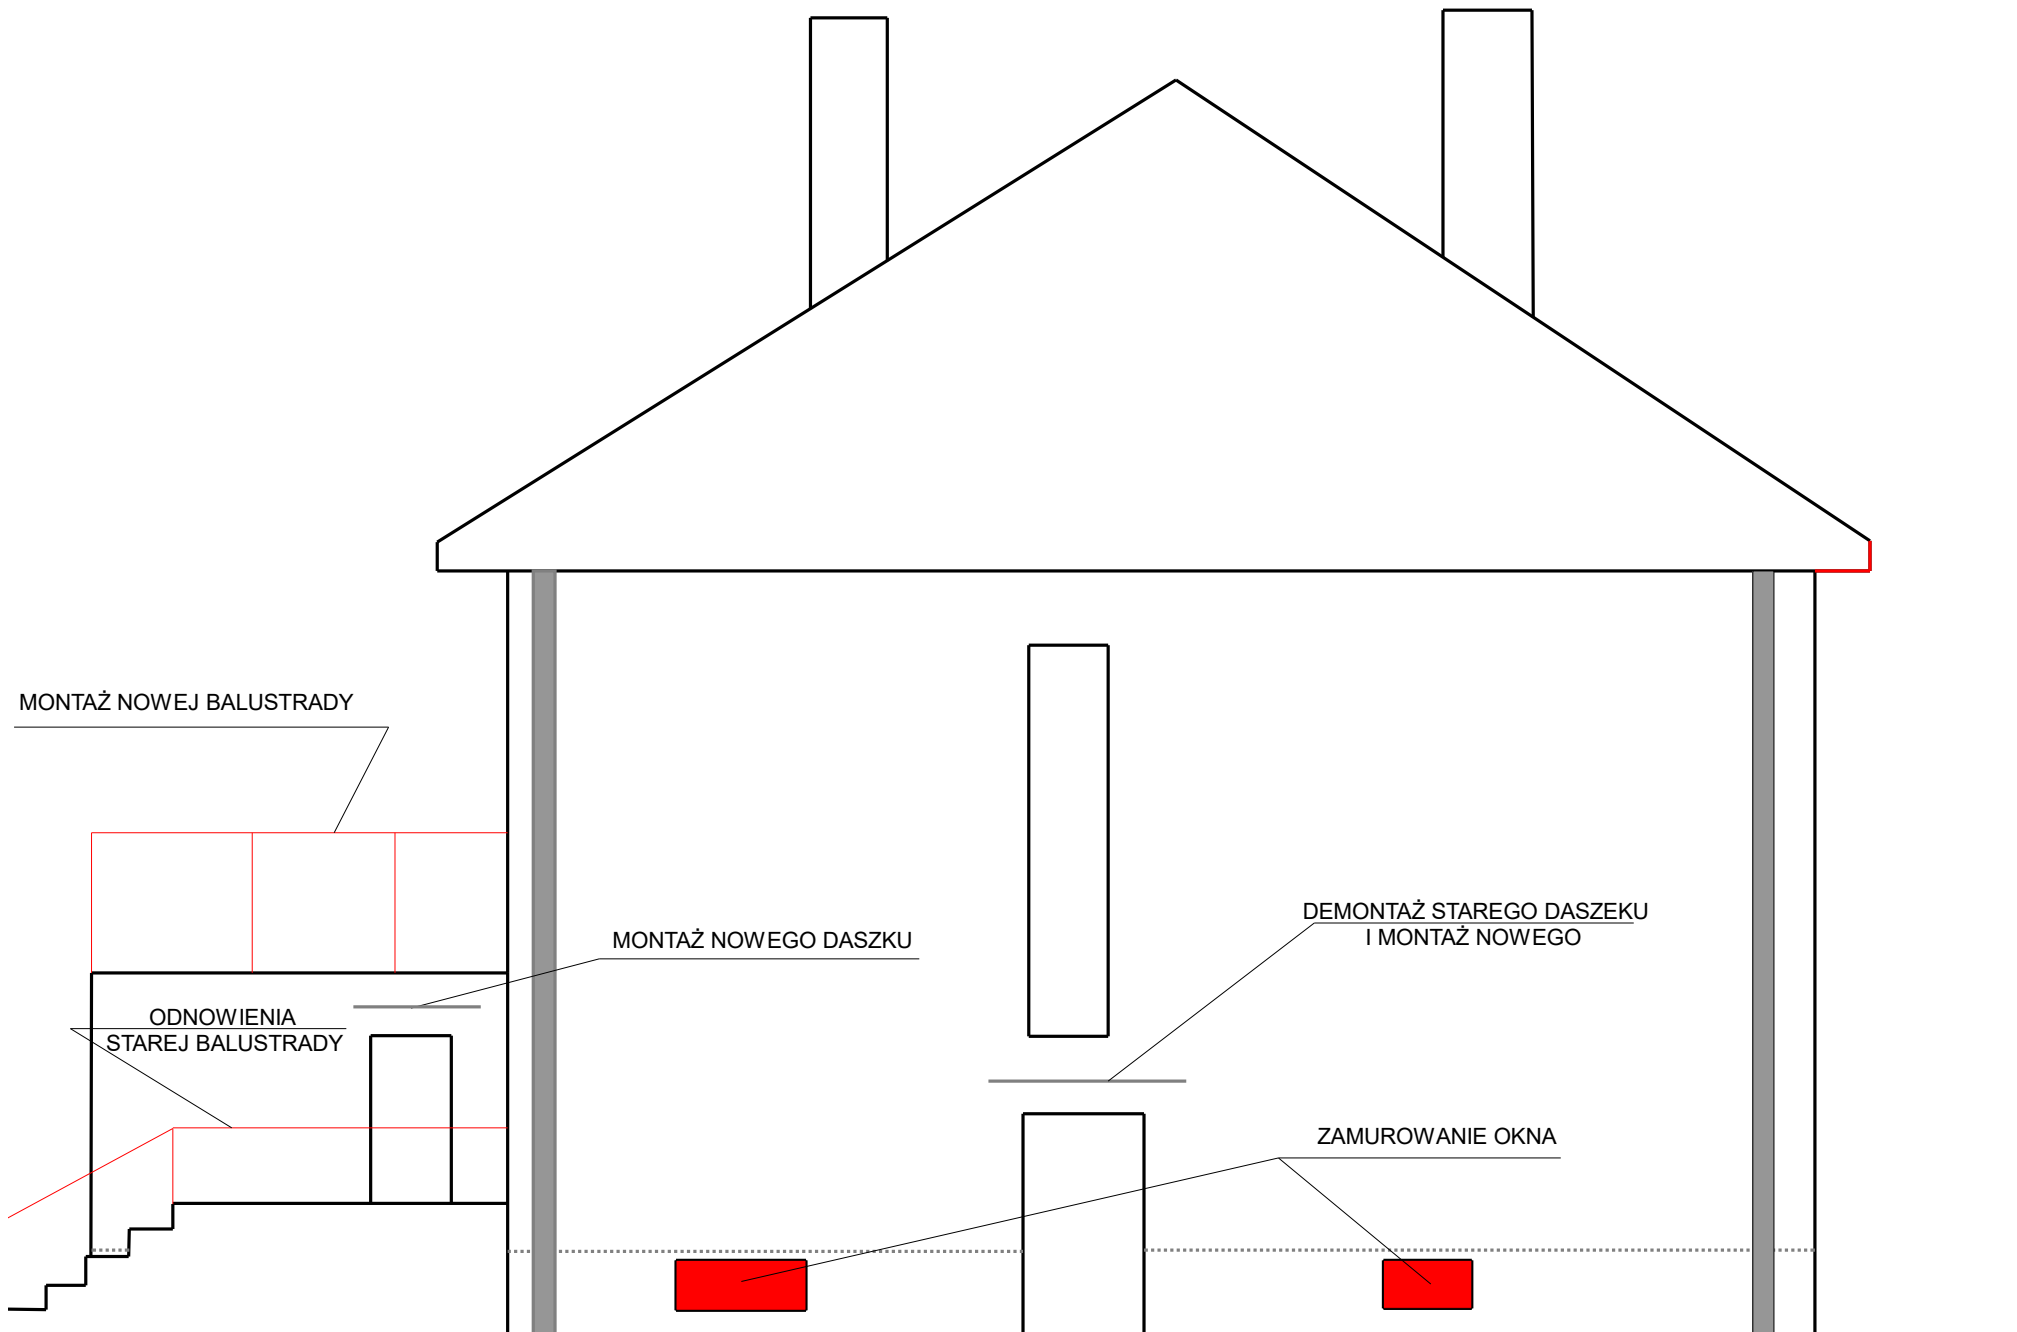 MONTAŻ NOWEJ BALUSTRADY
DEMONTAŻ STAREGO DASZEKU
I MONTAŻ NOWEGO
MONTAŻ NOWEGO DASZKU
ODNOWIENIA
STAREJ BALUSTRADY
ZAMUROWANIE OKNA